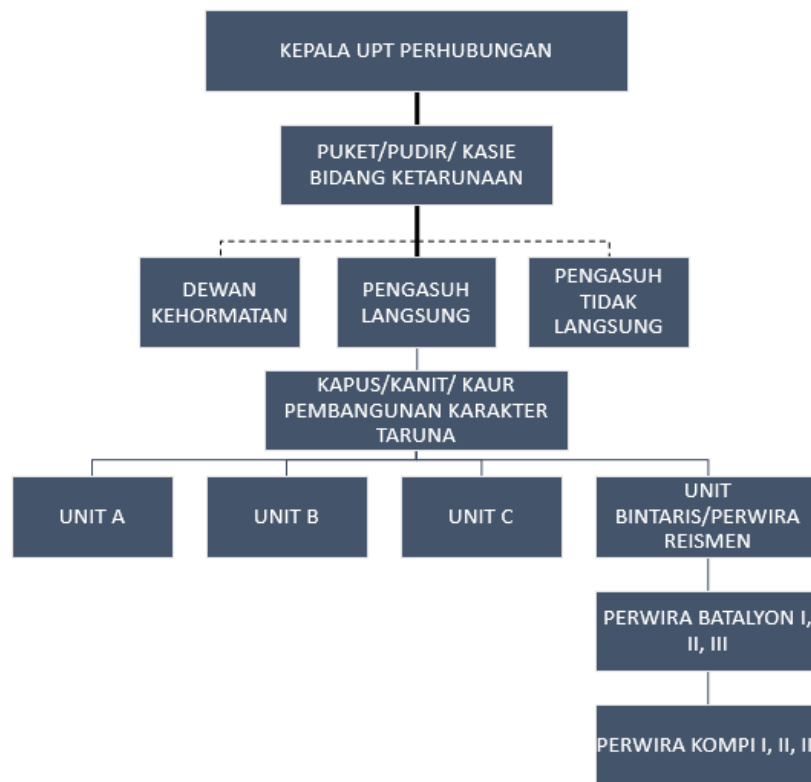 KEPALA UPT PERHUBUNGAN
PUKET/PUDIR/ KASIE
BIDANG KETARUNAAN
DEWAN
KEHORMATAN
PENGASUH
LANGSUNG
PENGASUH
TIDAK
LANGSUNG
KAPUS/KANIT/ KAUR
PEMBANGUNAN KARAKTER
TARUNA
UNIT A
UNIT B
UNIT C
UNIT
BINTARIS/PERWIRA
REISMEN
PERWIRA BATALYON I,
II, III
PERWIRA KOMPI I, II,